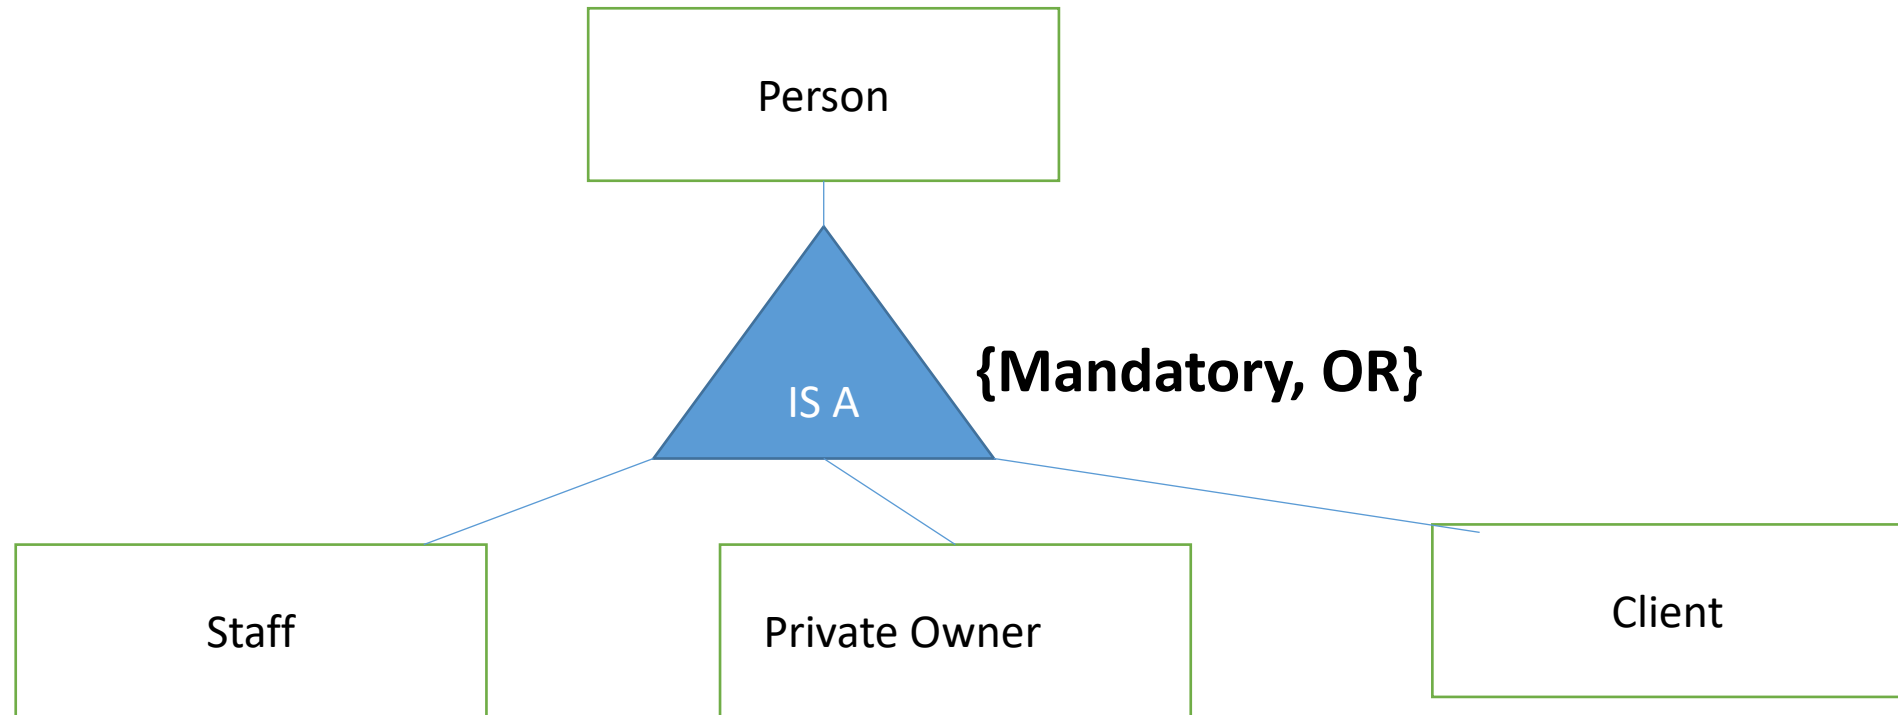 Person
IS A
{Mandatory, OR}
Staff
Private Owner
Client